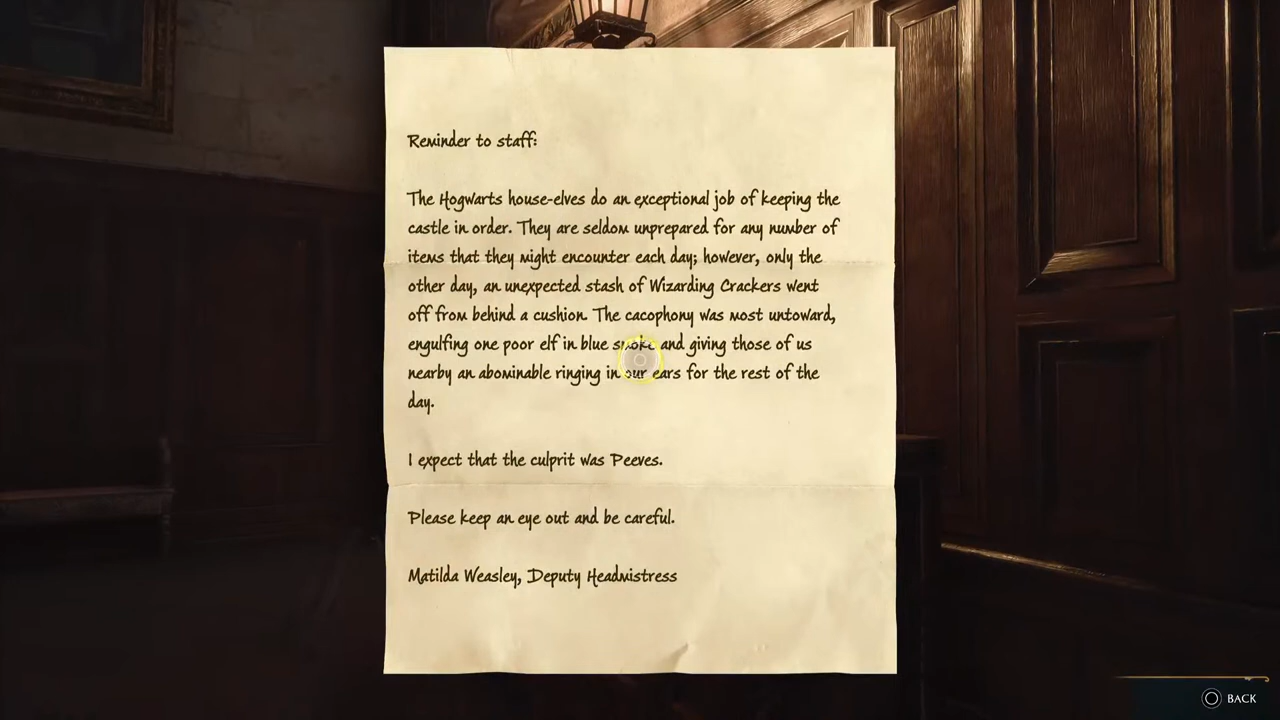 Reminder to staff:
The Hogwarts house-elves do an exceptional job of keeping the
castle in order. They are seldom unprepared for any number of
items that they might encounter each day; however, only the
other day, an unexpected stash of Wizarding Crackers went
off from behind a cushion. The cacophony was most untoward,
engulfing one poor elf in blue smoke and giving those of us
nearby an abominable ringing in our ears for the rest of the
day.
I expect that the culprit was Peeves.
Please keep an eye out and be careful.
Matilda Weasley, Deputy Headmistress
BACK